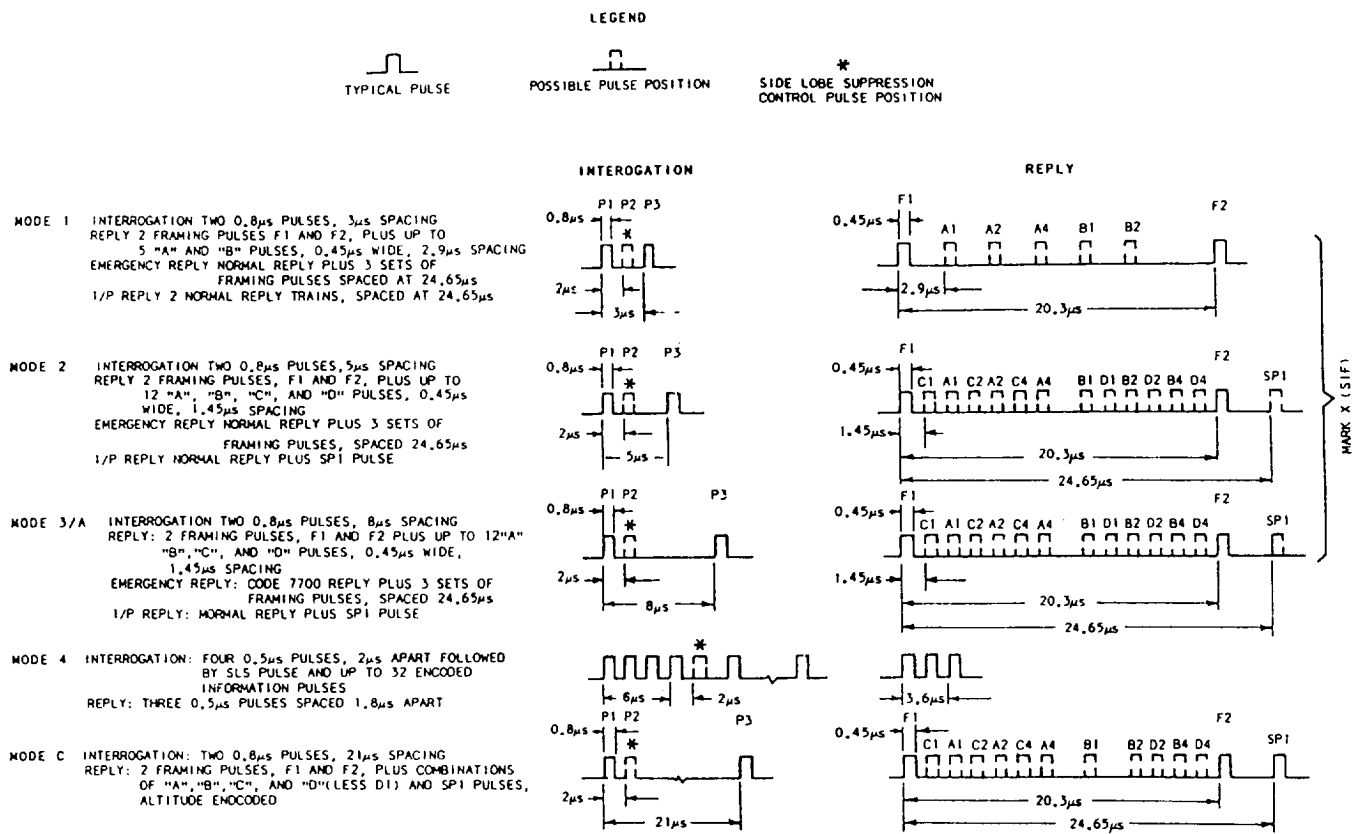 LEGEND
TYPICAL PULSE
POSSIBLE PULSE POSITION
*
SIDE LOBE SUPPRESSION
CONTROL PULSE POSITION
INTEROGATION
REPLY
MODE 1 INTERROGATION TWO 0.8µs PULSES, 3µs SPACING
REPLY 2 FRAMING PULSES F1 AND F2, PLUS UP TO
5 "A" AND "B" PULSES, 0.45µs WIDE, 2.9µs SPACING
EMERGENCY REPLY NORMAL REPLY PLUS 3 SETS OF
FRAMING PULSES SPACED AT 24.65µs
I/P REPLY 2 NORMAL REPLY TRAINS, SPACED AT 24.65µs
P1 P2 P3
0.8µs
*
2µs
3µs
F1
F2
0.45µs
A1 A2 A4 B1 B2
2.9µs
20.3µs
MODE 2 INTERROGATION TWO 0.8µs PULSES,5µs SPACING
REPLY 2 FRAMING PULSES, F1 AND F2, PLUS UP TO
12 "A", "B", "C", AND "D" PULSES, 0.45µs
WIDE, 1.45µs SPACING
EMERGENCY REPLY NORMAL REPLY PLUS 3 SETS OF
FRAMING PULSES, SPACED 24.65µs
I/P REPLY NORMAL REPLY PLUS SP1 PULSE
P1 P2 P3
0.8µs
*
2µs
5µs
F1
F2
0.45µs
SP1
C1 A1 C2 A2 C4 A4 B1 D1 B2 D2 B4 D4
1.45µs
20.3µs
24.65µs
MARK X (SIF)
MODE 3/A INTERROGATION TWO 0.8µs PULSES, 8µs SPACING
REPLY: 2 FRAMING PULSES, F1 AND F2 PLUS UP TO 12"A"
"B","C", AND "D" PULSES, 0.45µs WIDE,
1.45µs SPACING
EMERGENCY REPLY: CODE 7700 REPLY PLUS 3 SETS OF
FRAMING PULSES, SPACED 24.65µs
I/P REPLY: NORMAL REPLY PLUS SP1 PULSE
P1 P2 P3
0.8µs
*
2µs
8µs
F1
F2
0.45µs
SP1
C1 A1 C2 A2 C4 A4 B1 D1 B2 D2 B4 D4
1.45µs
20.3µs
24.65µs
MODE 4 INTERROGATION: FOUR 0.5µs PULSES, 2µs APART FOLLOWED
BY SLS PULSE AND UP TO 32 ENCODED
INFORMATION PULSES
REPLY: THREE 0.5µs PULSES SPACED 1.8µs APART
*
6µs
2µs
3.6µs
MODE C INTERROGATION: TWO 0.8µs PULSES, 21µs SPACING
REPLY: 2 FRAMING PULSES, F1 AND F2, PLUS COMBINATIONS
OF "A","B","C", AND "D"(LESS D1) AND SP1 PULSES,
ALTITUDE ENDCODED
P1 P2 P3
0.8µs
*
2µs
21µs
F1
F2
0.45µs
SP1
C1 A1 C2 A2 C4 A4 B1 B2 D2 B4 D4
20.3µs
24.65µs